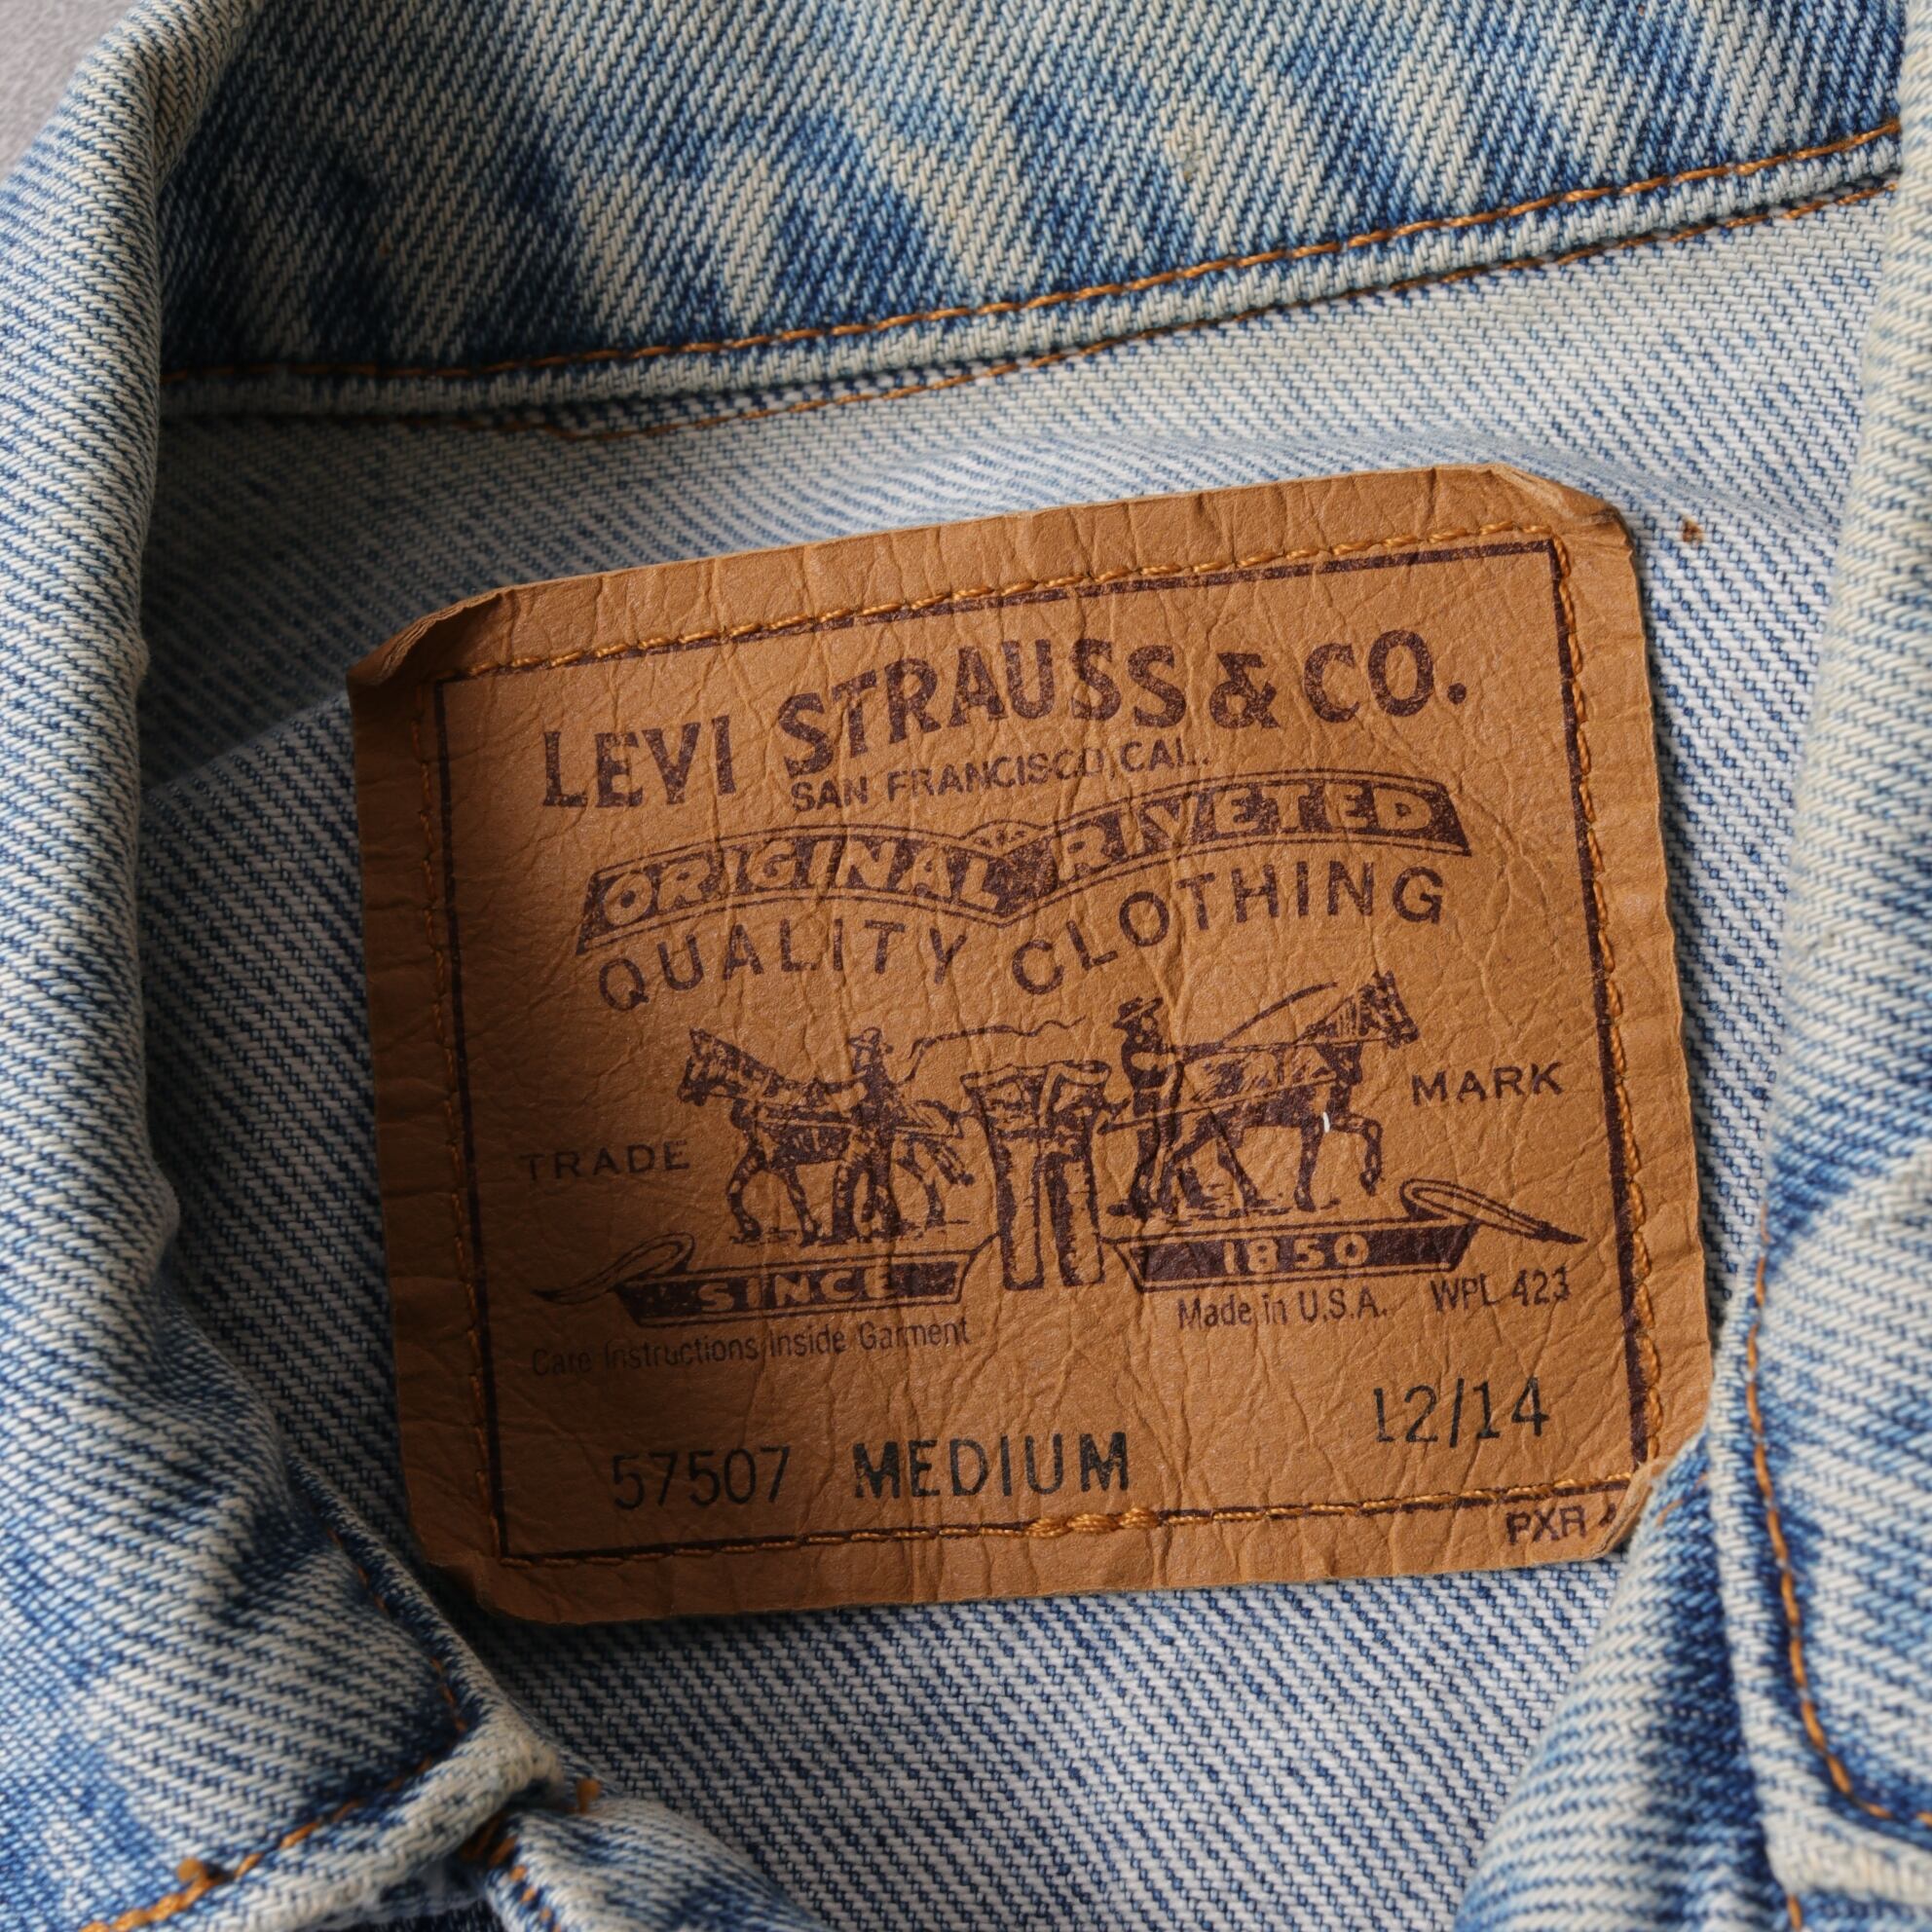 LEVI STRAUSS & CO.
SAN FRANCISCO, CAL.
ORIGINAL RIVETED
QUALITY CLOTHING
TRADE MARK
SINCE 1850
Care Instructions Inside Garment Made in U.S.A. WPL 423
12/14
57507 MEDIUM
PXR